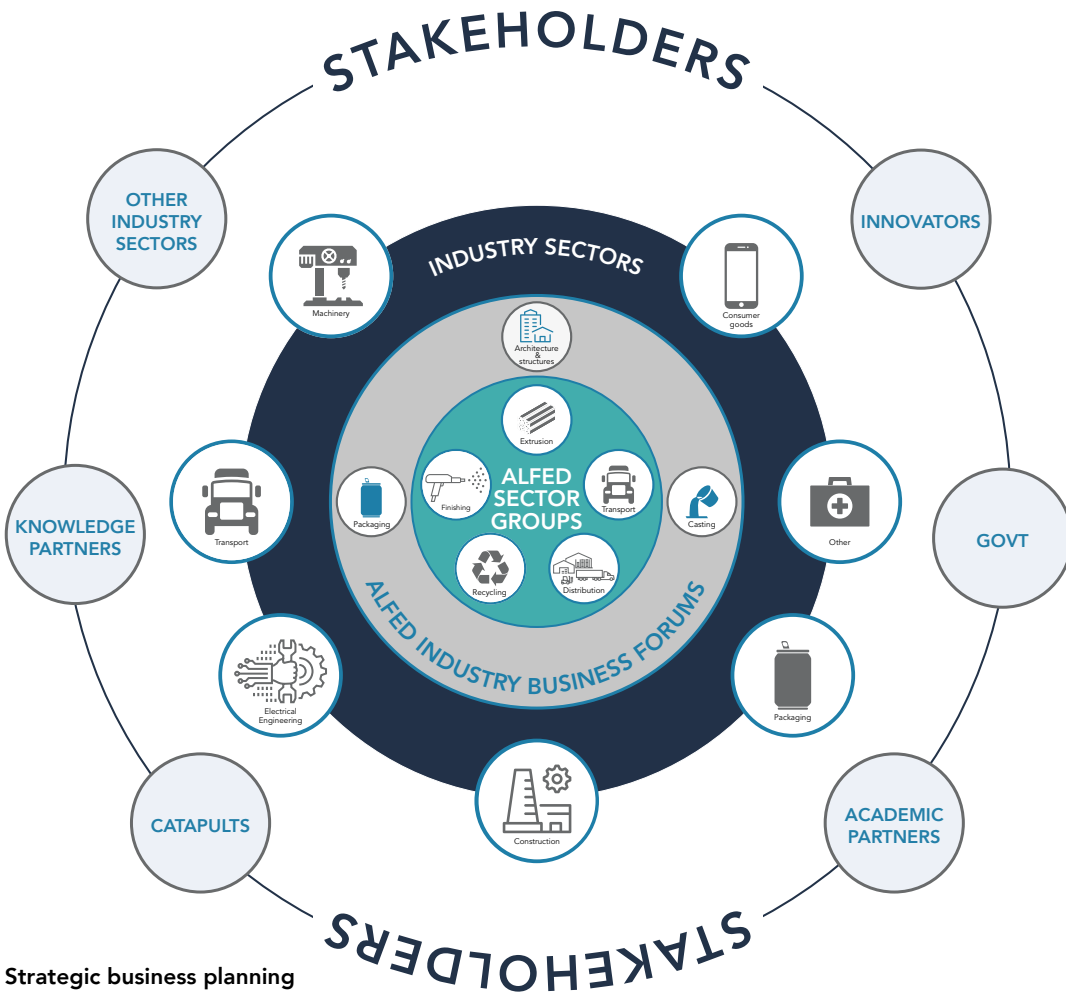 STAKEHOLDERS
OTHER
INDUSTRY
SECTORS
INNOVATORS
INDUSTRY SECTORS
Machinery
Consumer
goods
Architecture
&
structures
Extrusion
ALFED
SECTOR
GROUPS
Finishing
Transport
Packaging
Casting
Transport
Other
KNOWLEDGE
PARTNERS
GOVT
Recycling
Distribution
ALFED INDUSTRY BUSINESS FORUMS
Electrical
Engineering
Packaging
CATAPULTS
ACADEMIC
PARTNERS
Construction
STAKEHOLDERS
Strategic business planning